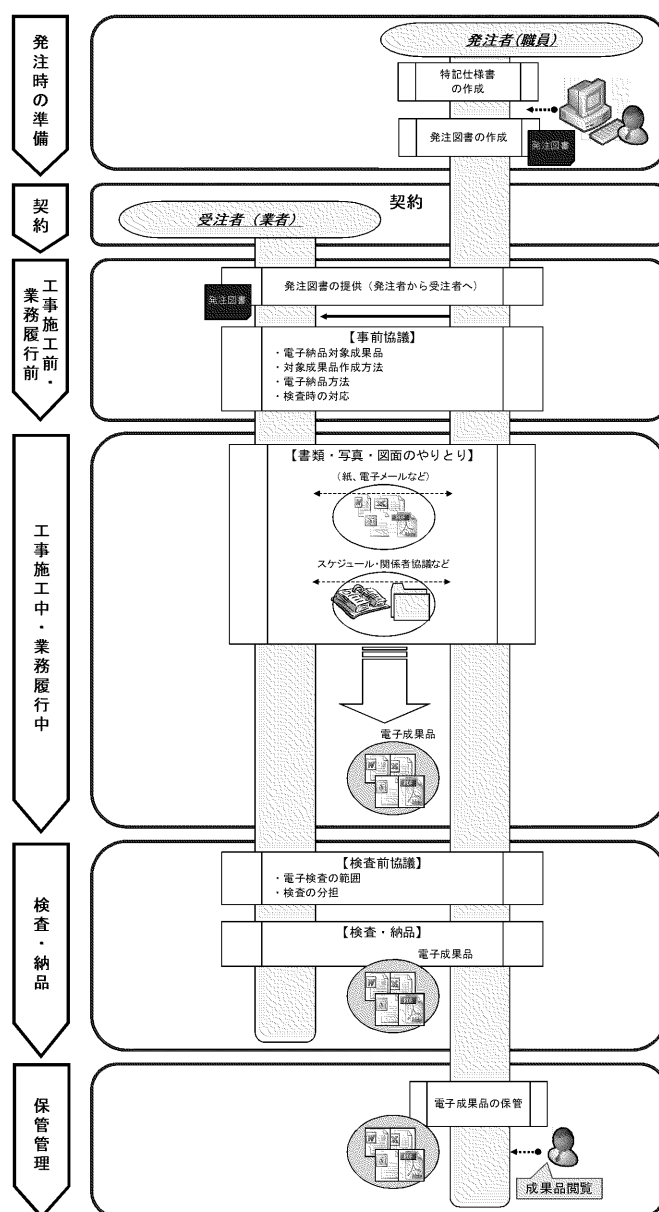 発注時の準備
発注者(職員)
特記仕様書
の作成
発注図書の作成
発注図書
契約
契約
受注者 (業者)
工事施工前・
業務履行前
発注図書の提供(発注者から受注者へ)
発注図書
【事前協議】
・電子納品対象成果品
・対象成果品作成方法
・電子納品方法
・検査時の対応
工事施工中・業務履行中
【書類・写真・図面のやりとり】
(紙、電子メールなど)
スケジュール・関係者協議など
電子成果品
検査・納品
【検査前協議】
・電子検査の範囲
・検査の分担
【検査・納品】
電子成果品
保管管理
電子成果品の保管
成果品閲覧